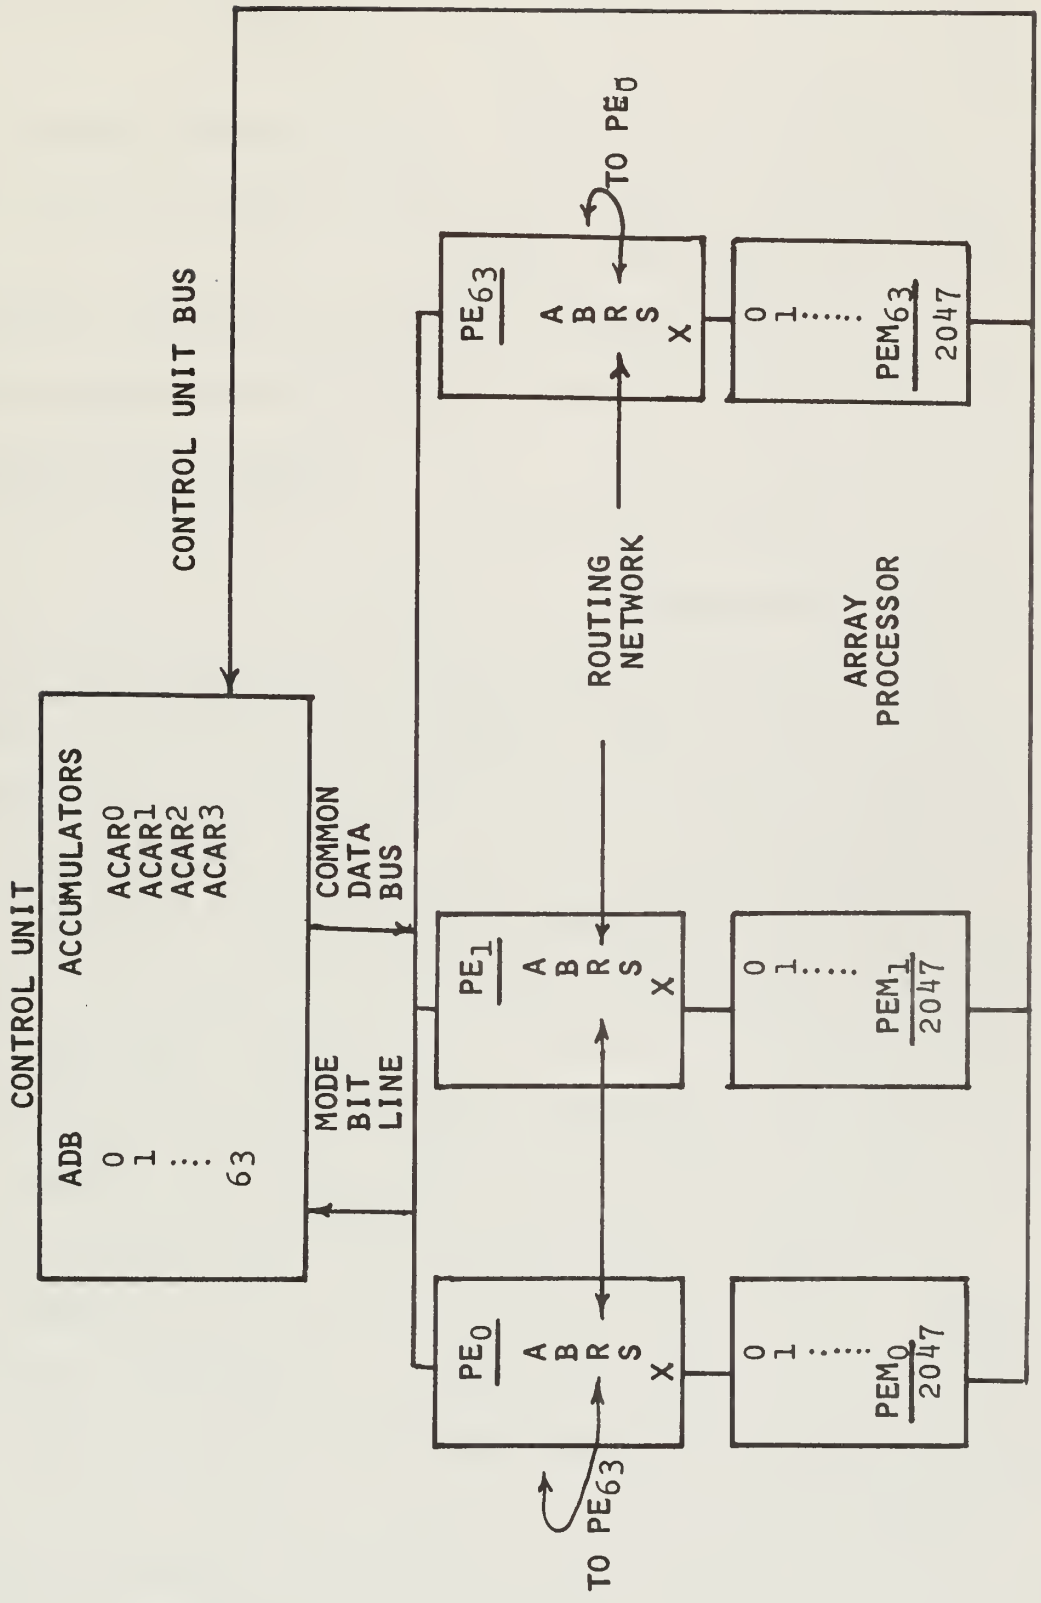 CONTROL UNIT
ADB
0
1
⋮
63
ACCUMULATORS
ACAR0
ACAR1
ACAR2
ACAR3
CONTROL UNIT BUS
MODE
BIT
LINE
COMMON
DATA
BUS
PE0
A
B
R
S
X
PE1
A
B
R
S
X
PE63
A
B
R
S
X
TO PE63
ROUTING
NETWORK
TO PE0
0
1
⋮
PEM0
2047
0
1
⋮
PEM1
2047
ARRAY
PROCESSOR
0
1
⋮
PEM63
2047